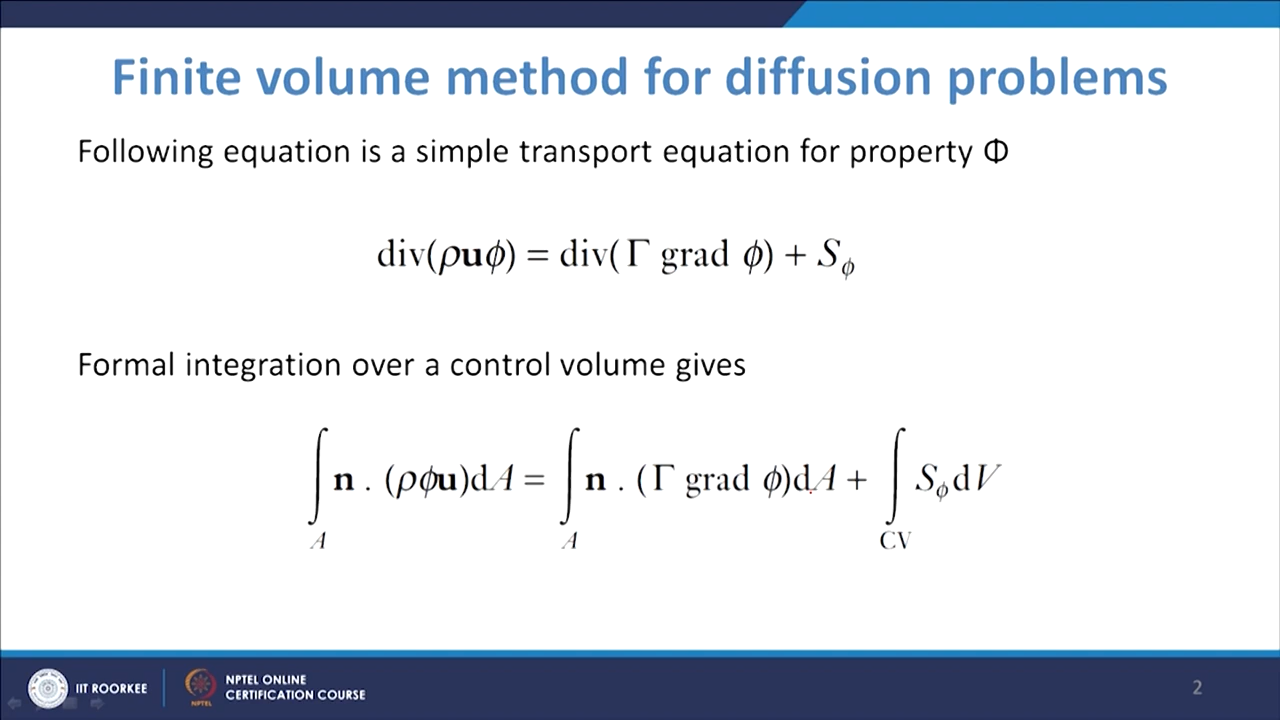 Finite volume method for diffusion problems
Following equation is a simple transport equation for property Φ
div(ρ𝐮ϕ) = div(Γ grad ϕ) + S_ϕ
Formal integration over a control volume gives
∫_A 𝐧 . (ρϕ𝐮)dA = ∫_A 𝐧 . (Γ grad ϕ)dA + ∫_CV S_ϕ dV
IIT ROORKEE
NPTEL
NPTEL ONLINE
CERTIFICATION COURSE
2